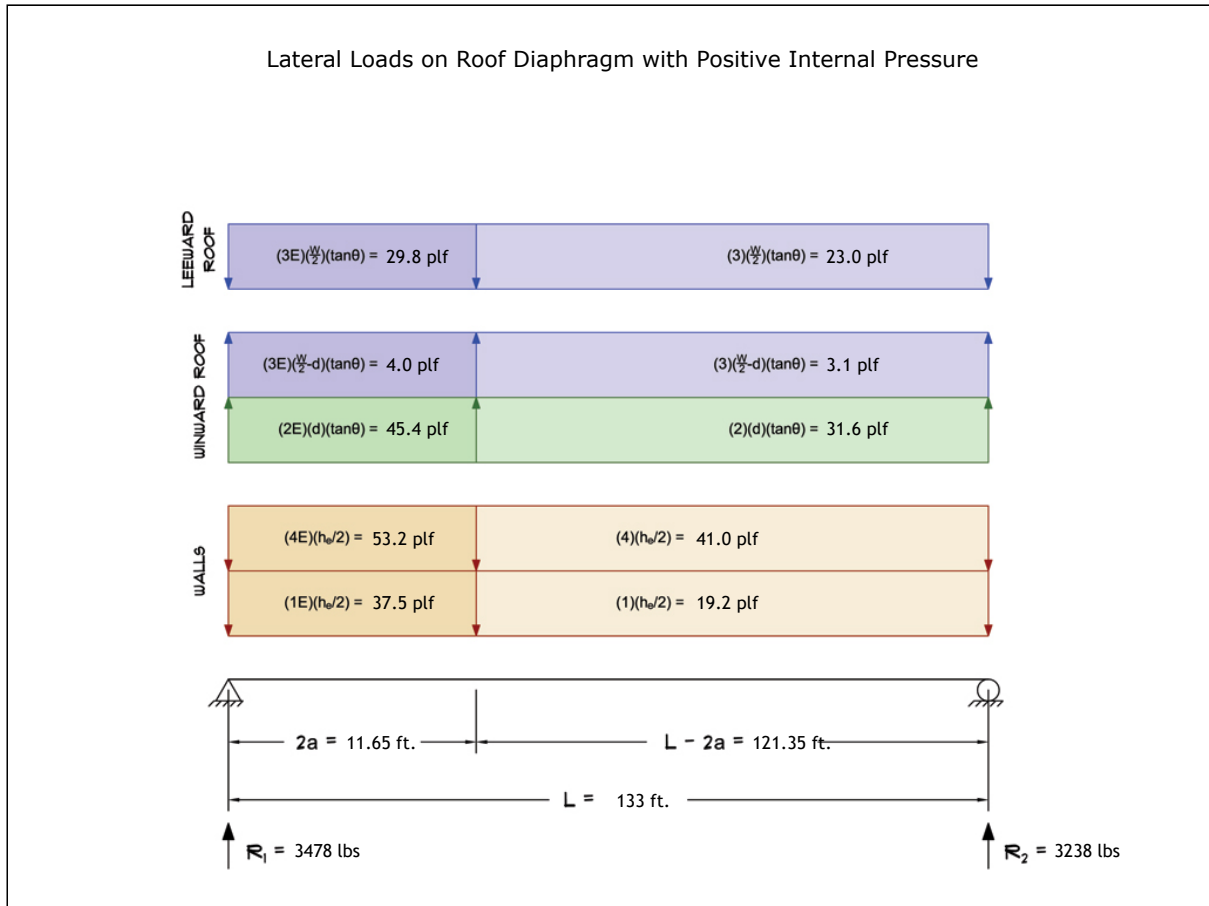 Lateral Loads on Roof Diaphragm with Positive Internal Pressure
LEEWARD
ROOF
(3E)(W/2)(tanθ) = 29.8 plf
(3)(W/2)(tanθ) = 23.0 plf
WINWARD ROOF
(3E)(W/2-d)(tanθ) = 4.0 plf
(3)(W/2-d)(tanθ) = 3.1 plf
(2E)(d)(tanθ) = 45.4 plf
(2)(d)(tanθ) = 31.6 plf
WALLS
(4E)(hₑ/2) = 53.2 plf
(4)(hₑ/2) = 41.0 plf
(1E)(hₑ/2) = 37.5 plf
(1)(hₑ/2) = 19.2 plf
2a = 11.65 ft.
L - 2a = 121.35 ft.
L = 133 ft.
R₁ = 3478 lbs
R₂ = 3238 lbs